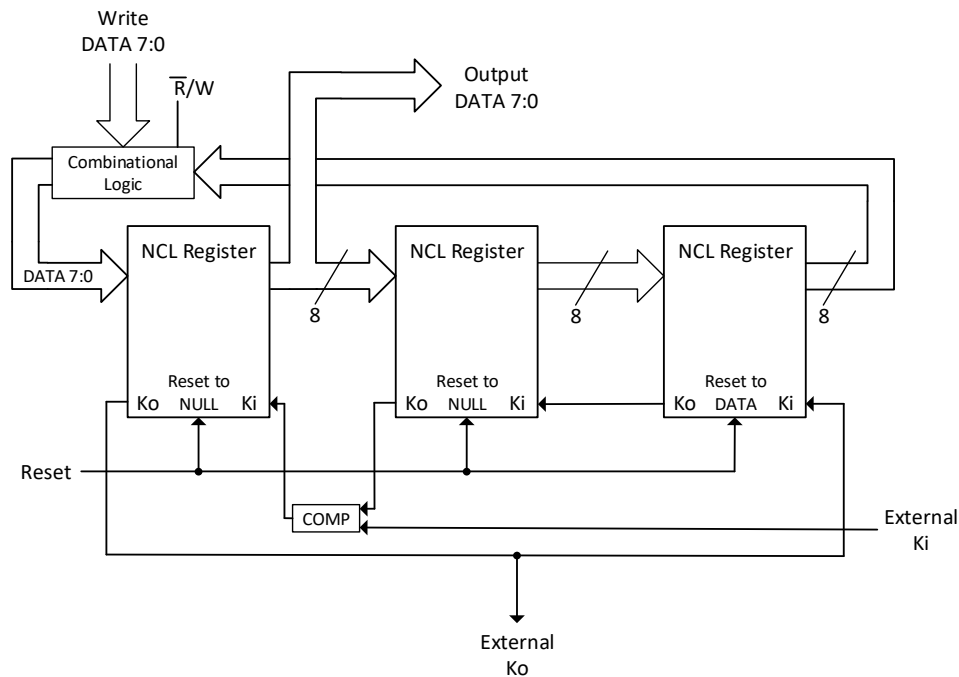 Write
DATA 7:0
R̅/W
Output
DATA 7:0
Combinational
Logic
NCL Register
NCL Register
NCL Register
DATA 7:0
8
8
8
Reset to
Ko NULL Ki
Reset to
Ko NULL Ki
Reset to
Ko DATA Ki
Reset
COMP
External
Ki
External
Ko